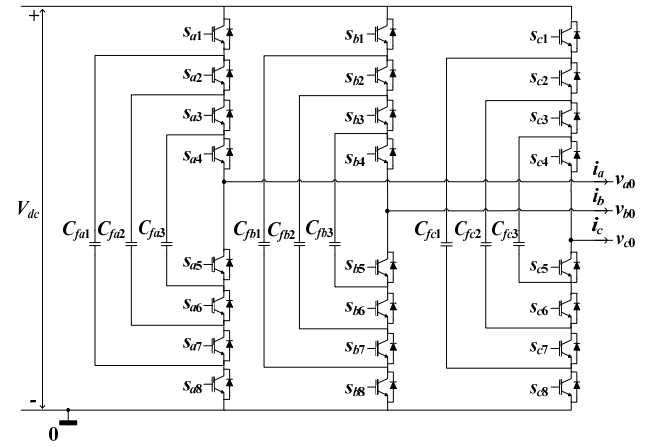 +
Sa1 Sb1 Sc1
Sa2 Sb2 Sc2
Sa3 Sb3 Sc3
Sa4 Sb4 Sc4
ia va0
Vdc Cfa1 Cfa2 Cfa3 Cfb1 Cfb2 Cfb3 Cfc1 Cfc2 Cfc3 ib vb0
ic vc0
Sa5 Sb5 Sc5
Sa6 Sb6 Sc6
Sa7 Sb7 Sc7
Sa8 Sb8 Sc8
-
0